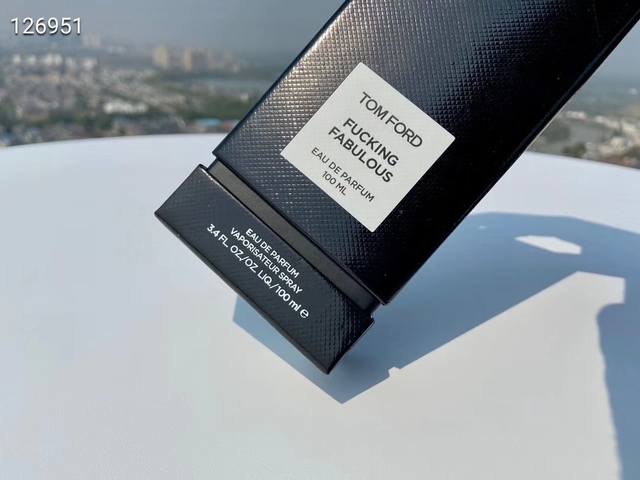 126951
TOM FORD
FUCKING
FABULOUS
EAU DE PARFUM
100 ML
EAU DE PARFUM
VAPORISATEUR SPRAY
3.4 FL. OZ./OZ. LIQ./100 ml ℮